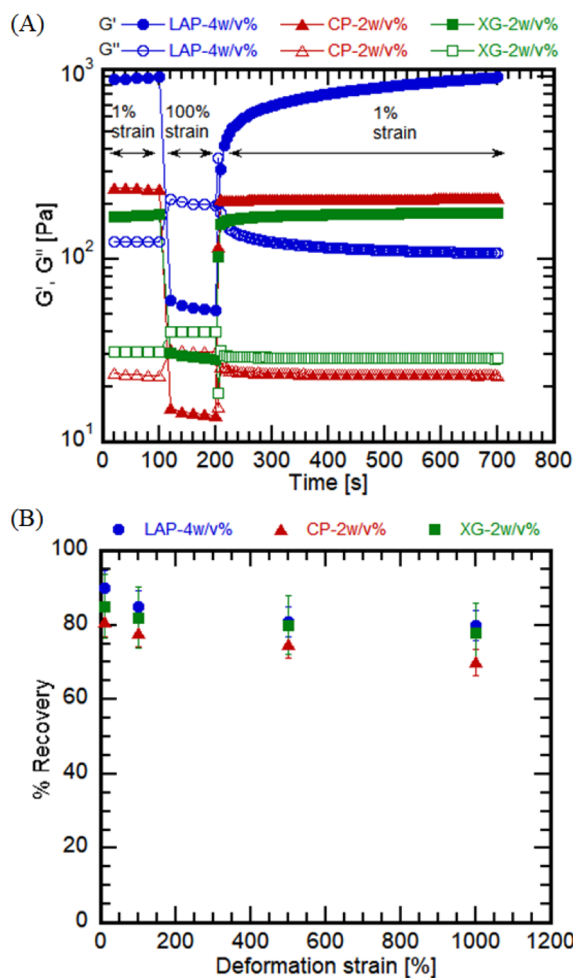 (A)
G' LAP-4w/v% CP-2w/v% XG-2w/v%
G'' LAP-4w/v% CP-2w/v% XG-2w/v%
10³
1% strain
100% strain
1% strain
10²
10¹
G', G'' [Pa]
0 100 200 300 400 500 600 700 800
Time [s]
(B)
LAP-4w/v% CP-2w/v% XG-2w/v%
100
80
60
40
20
0
% Recovery
0 200 400 600 800 1000 1200
Deformation strain [%]